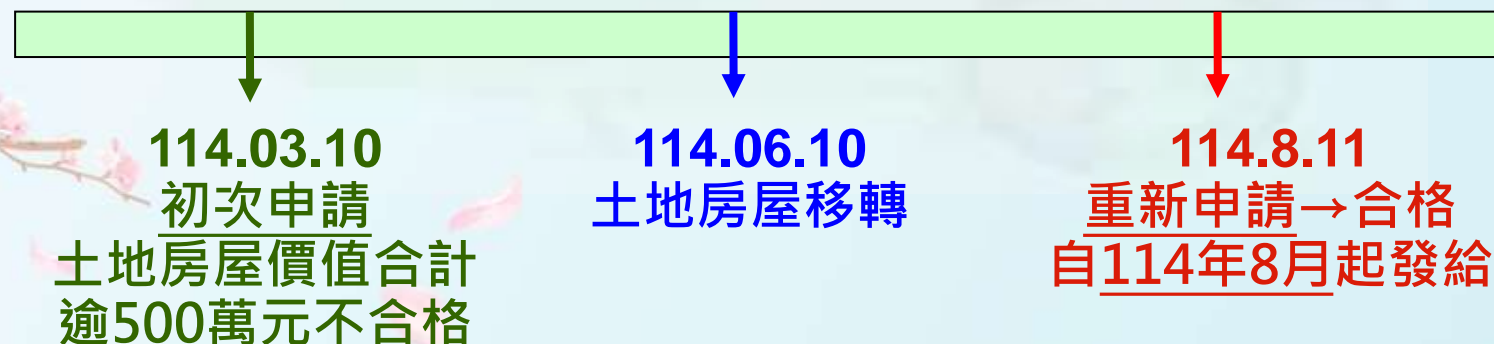 114.03.10
初次申請
土地房屋價值合計
逾500萬元不合格
114.06.10
土地房屋移轉
114.8.11
重新申請→合格
自114年8月起發給